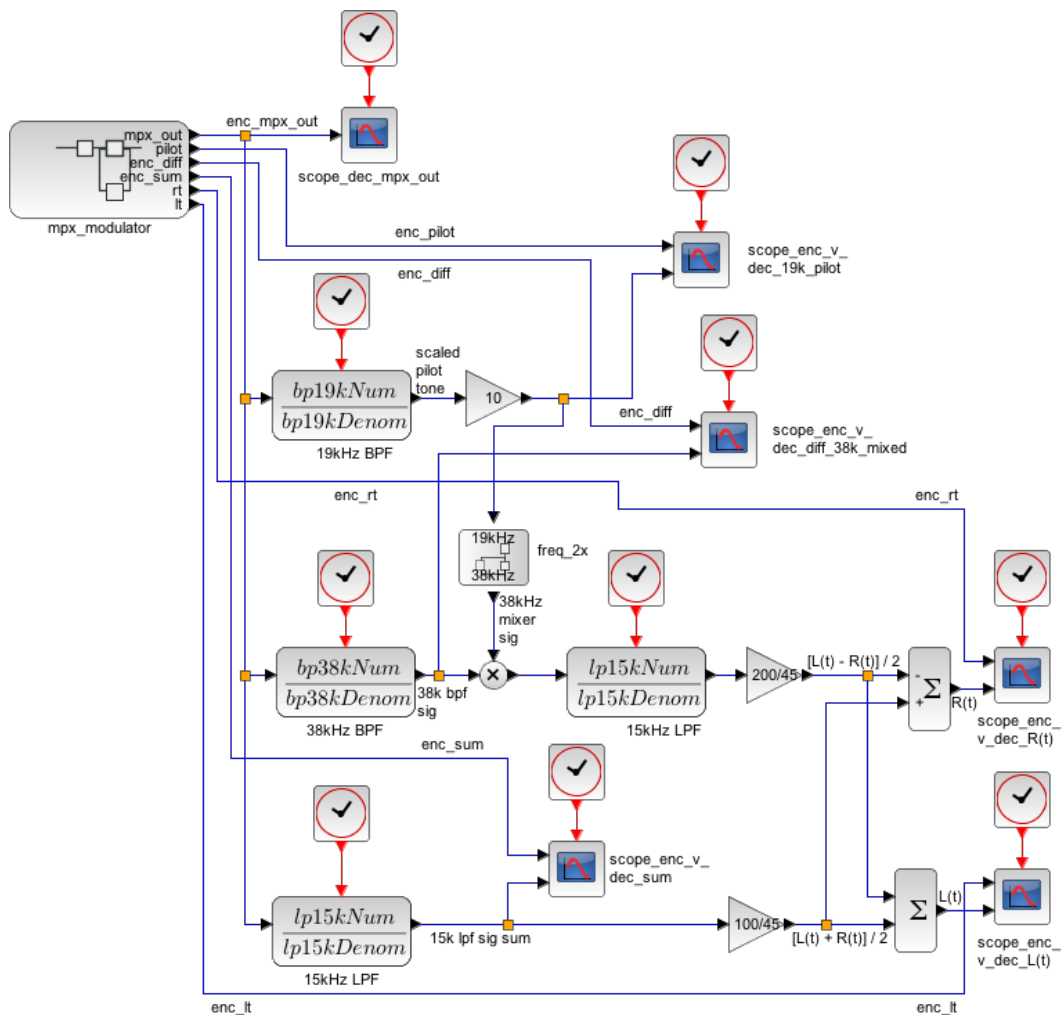 enc_mpx_out
mpx_out
pilot
enc_diff
enc_sum
rt
lt
mpx_modulator
scope_dec_mpx_out
enc_pilot
scope_enc_v_
dec_19k_pilot
enc_diff
scaled
pilot
tone
bp19kNum
bp19kDenom
10
19kHz BPF
enc_diff
scope_enc_v_
dec_diff_38k_mixed
enc_rt
enc_rt
19kHz
38kHz
freq_2x
38kHz
mixer
sig
bp38kNum
bp38kDenom
38k bpf
sig
38kHz BPF
×
lp15kNum
lp15kDenom
15kHz LPF
200/45
[L(t) - R(t)] / 2
-
+
Σ
R(t)
scope_enc_
v_dec_R(t)
enc_sum
scope_enc_v_
dec_sum
lp15kNum
lp15kDenom
15kHz LPF
15k lpf sig sum
100/45
[L(t) + R(t)] / 2
Σ
L(t)
scope_enc_
v_dec_L(t)
enc_lt
enc_lt